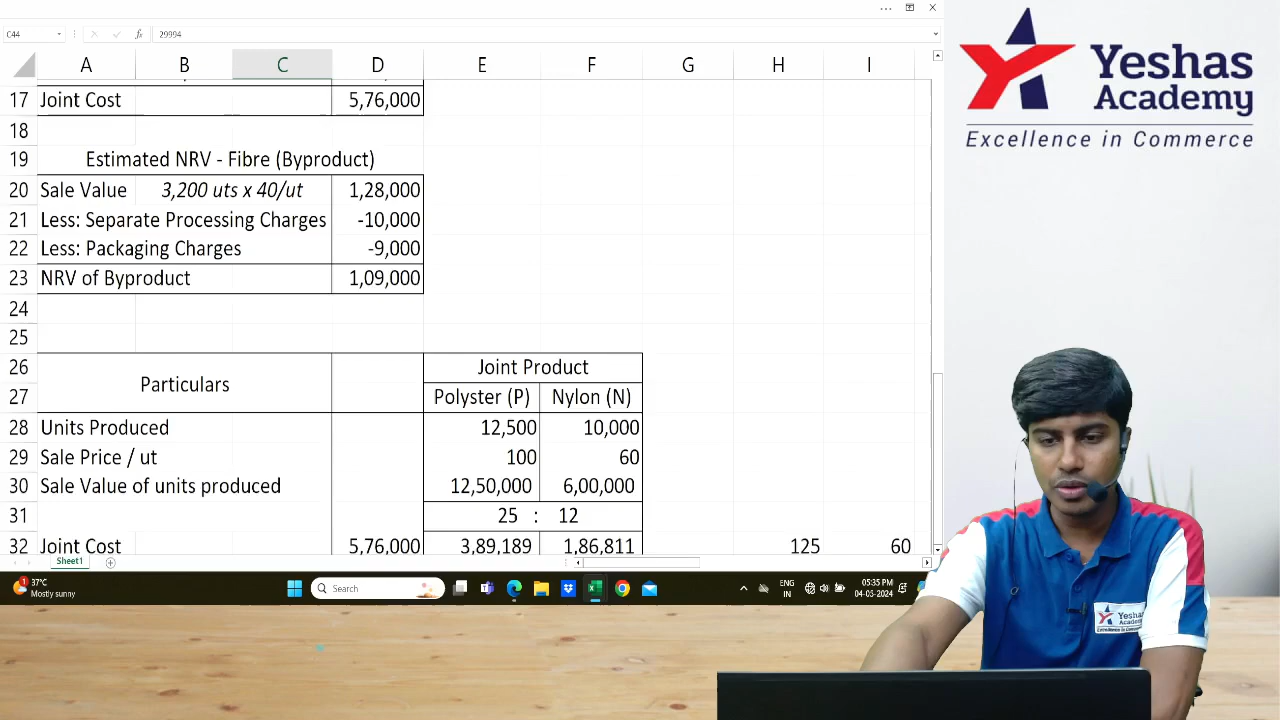 C44
29994
A B C D E F G H I
17 Joint Cost 5,76,000
18
19 Estimated NRV - Fibre (Byproduct)
20 Sale Value 3,200 uts x 40/ut 1,28,000
21 Less: Separate Processing Charges -10,000
22 Less: Packaging Charges -9,000
23 NRV of Byproduct 1,09,000
24
25
26 Particulars Joint Product
27 Polyster (P) Nylon (N)
28 Units Produced 12,500 10,000
29 Sale Price / ut 100 60
30 Sale Value of units produced 12,50,000 6,00,000
31 25 : 12
32 Joint Cost 5,76,000 3,89,189 1,86,811 125 60
Sheet1
37°C
Mostly sunny
Search
ENG
IN
05:35 PM
04-05-2024
Yeshas
Academy
Excellence in Commerce
Yeshas
Academy